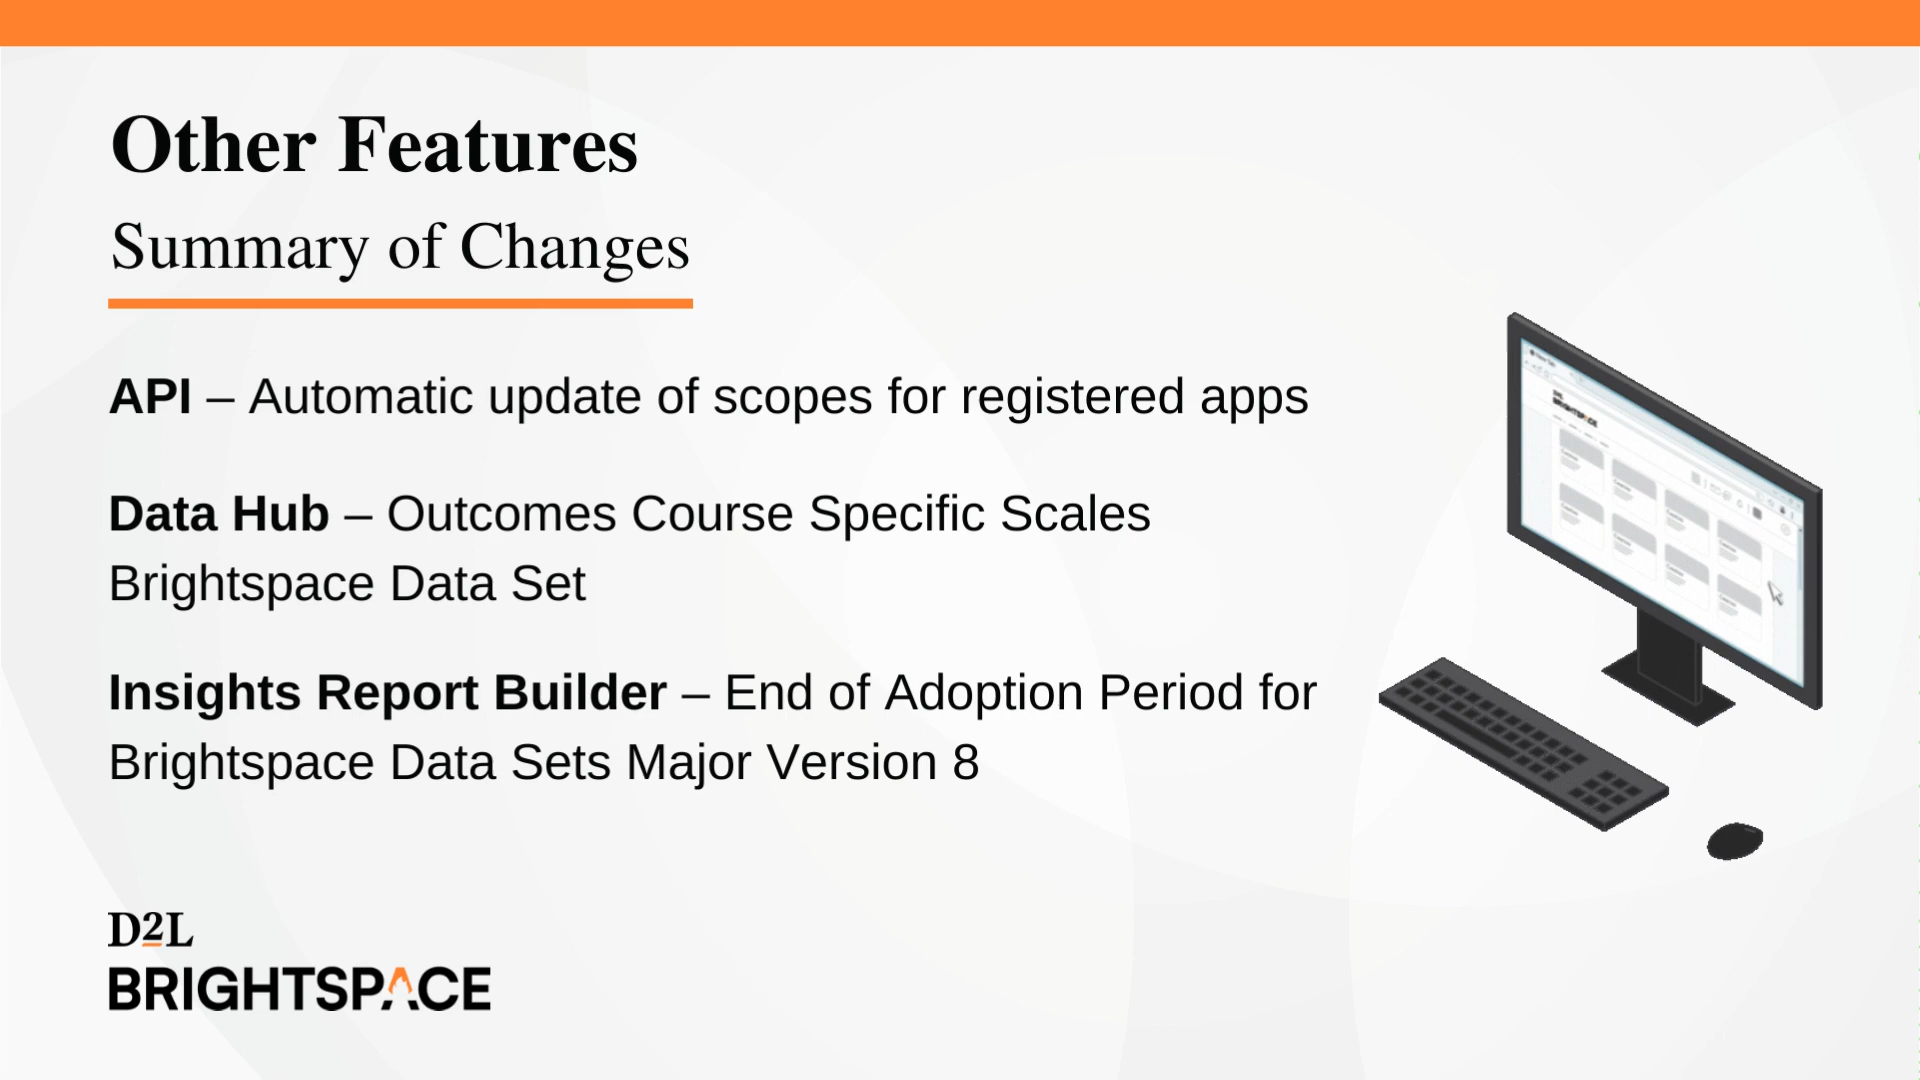 Other Features
Summary of Changes
API – Automatic update of scopes for registered apps
Data Hub – Outcomes Course Specific Scales
Brightspace Data Set
Insights Report Builder – End of Adoption Period for
Brightspace Data Sets Major Version 8
BRIGHTSPACE
D2L
BRIGHTSPACE